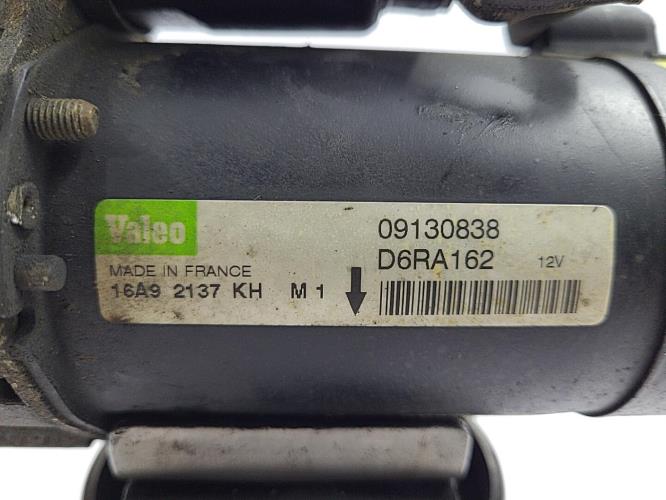 Valeo
09130838
MADE IN FRANCE
D6RA162 12V
16A9 2137 KH M 1